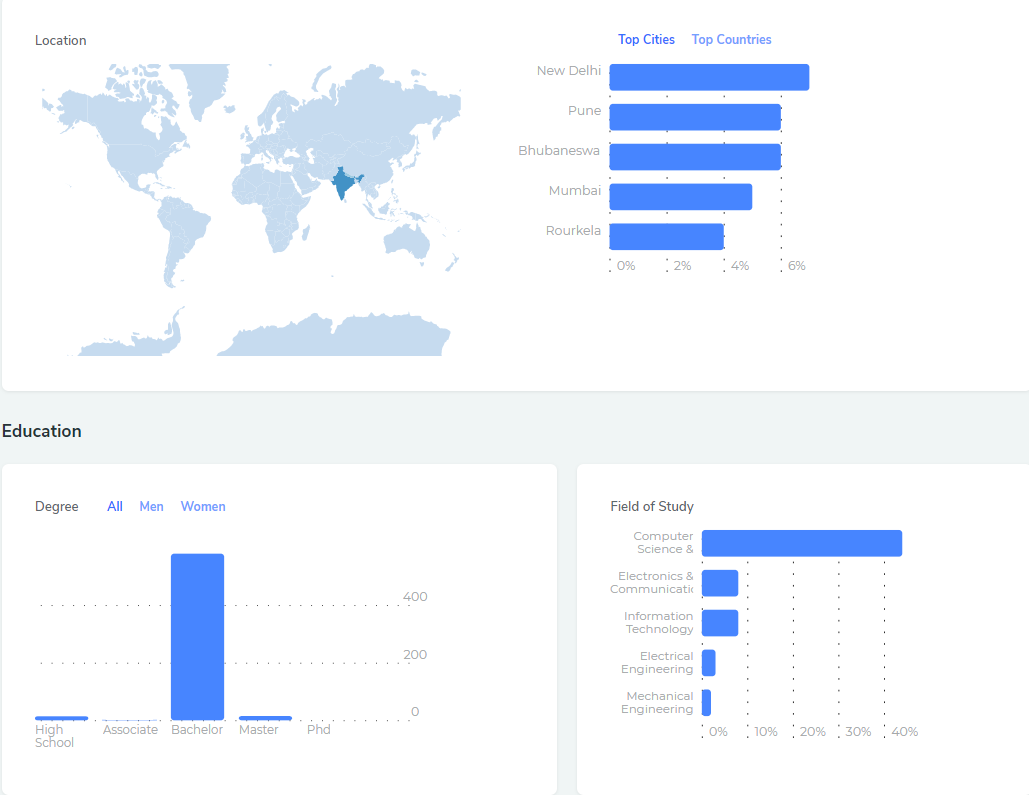 Location
Top Cities Top Countries
New Delhi
Pune
Bhubaneswa
Mumbai
Rourkela
0% 2% 4% 6%
Education
Degree All Men Women
400
200
0
High
School
Associate Bachelor Master Phd
Field of Study
Computer
Science &
Electronics &
Communicatic
Information
Technology
Electrical
Engineering
Mechanical
Engineering
0% 10% 20% 30% 40%